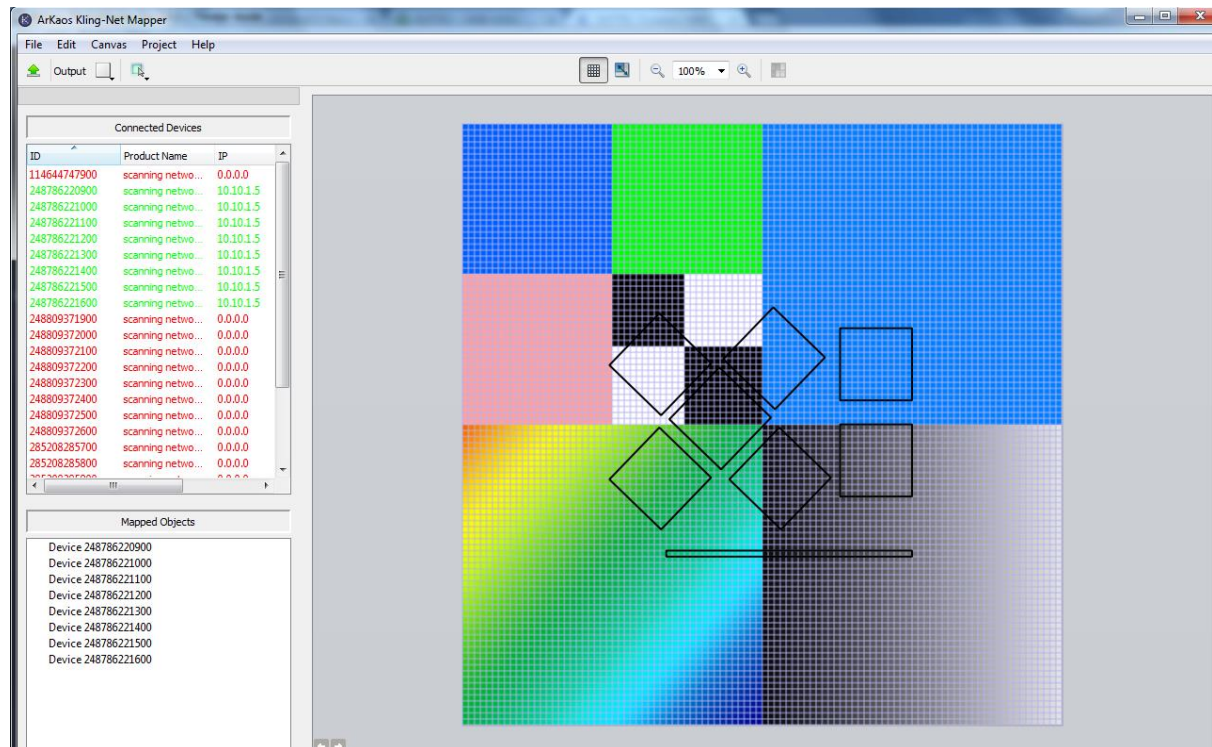 ArKaos Kling-Net Mapper
File Edit Canvas Project Help
Output 100%
Connected Devices
ID Product Name IP
114644747900 scanning netwo... 0.0.0.0
248786220900 scanning netwo... 10.10.1.5
248786221000 scanning netwo... 10.10.1.5
248786221100 scanning netwo... 10.10.1.5
248786221200 scanning netwo... 10.10.1.5
248786221300 scanning netwo... 10.10.1.5
248786221400 scanning netwo... 10.10.1.5
248786221500 scanning netwo... 10.10.1.5
248786221600 scanning netwo... 10.10.1.5
248809371900 scanning netwo... 0.0.0.0
248809372000 scanning netwo... 0.0.0.0
248809372100 scanning netwo... 0.0.0.0
248809372200 scanning netwo... 0.0.0.0
248809372300 scanning netwo... 0.0.0.0
248809372400 scanning netwo... 0.0.0.0
248809372500 scanning netwo... 0.0.0.0
248809372600 scanning netwo... 0.0.0.0
285208285700 scanning netwo... 0.0.0.0
285208285800 scanning netwo... 0.0.0.0
Mapped Objects
Device 248786220900
Device 248786221000
Device 248786221100
Device 248786221200
Device 248786221300
Device 248786221400
Device 248786221500
Device 248786221600